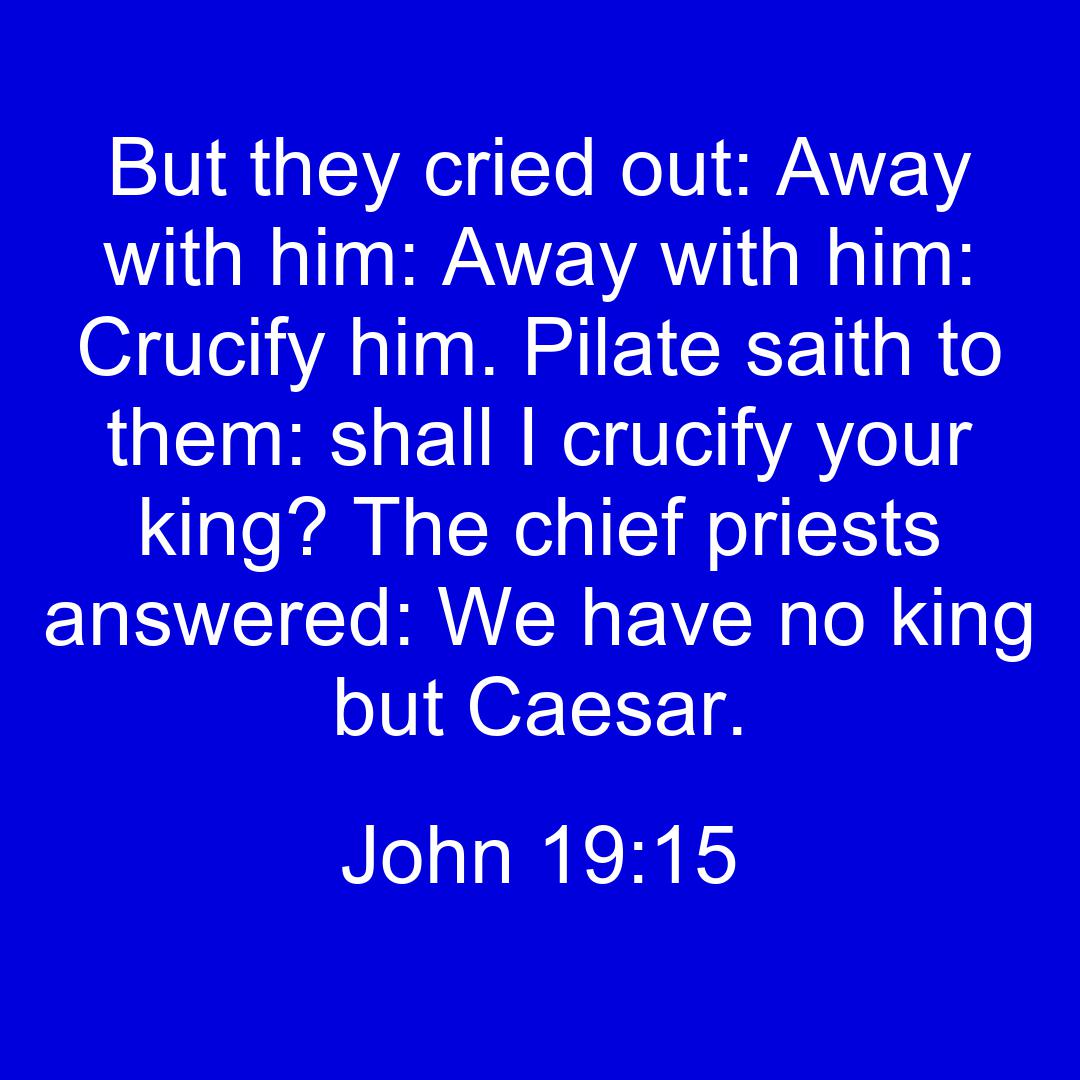 But they cried out: Away
with him: Away with him:
Crucify him. Pilate saith to
them: shall I crucify your
king? The chief priests
answered: We have no king
but Caesar.
John 19:15